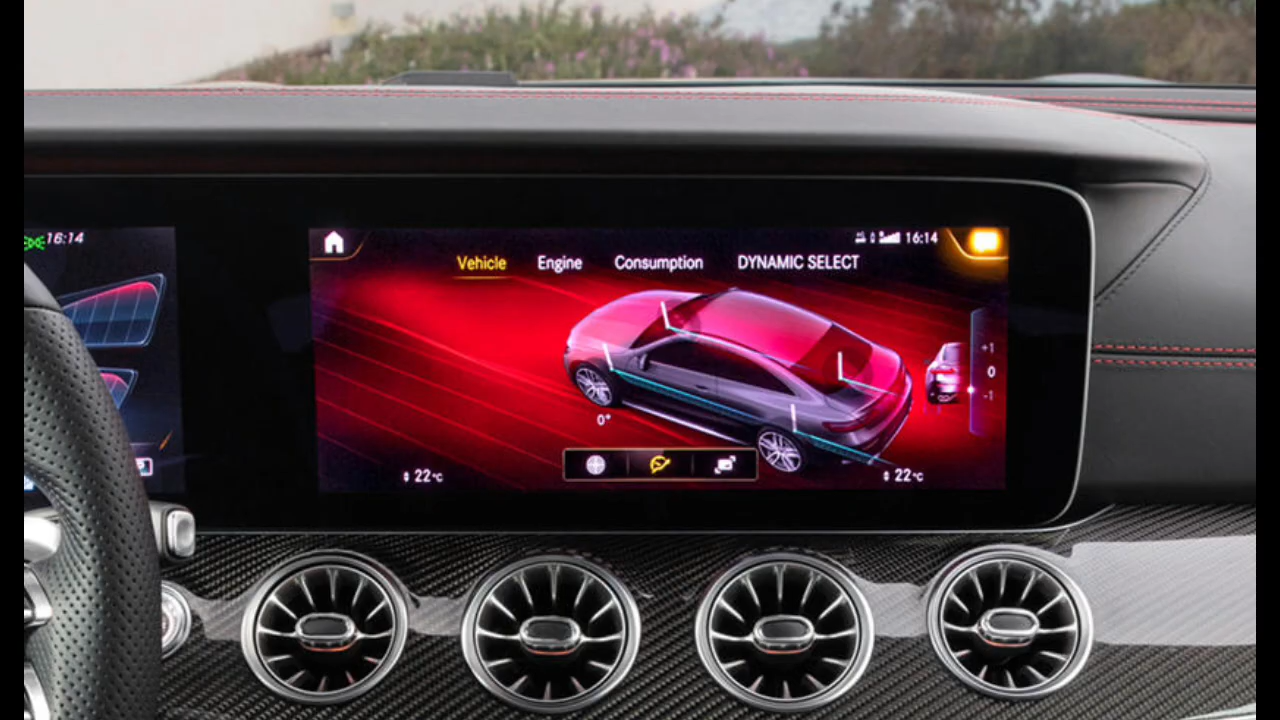 16:14
16:14
Vehicle Engine Consumption DYNAMIC SELECT
+1
0
-1
0°
22°C
22°C